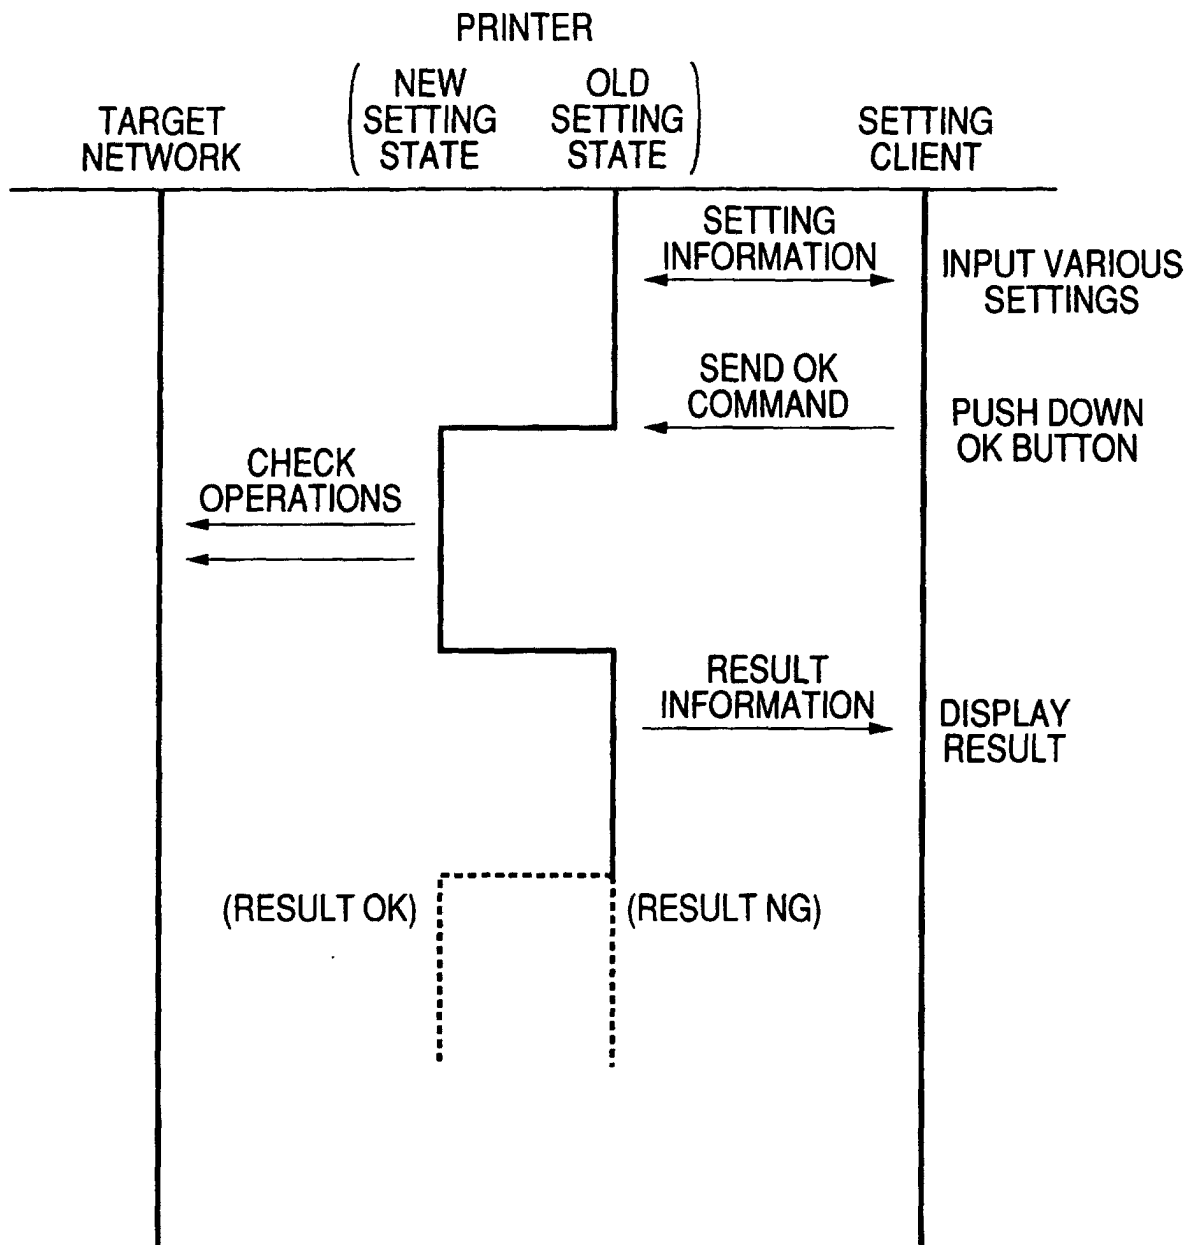 PRINTER
NEW
SETTING
STATE
OLD
SETTING
STATE
TARGET
NETWORK
SETTING
CLIENT
SETTING
INFORMATION
INPUT VARIOUS
SETTINGS
SEND OK
COMMAND
PUSH DOWN
OK BUTTON
CHECK
OPERATIONS
RESULT
INFORMATION
DISPLAY
RESULT
(RESULT OK)
(RESULT NG)